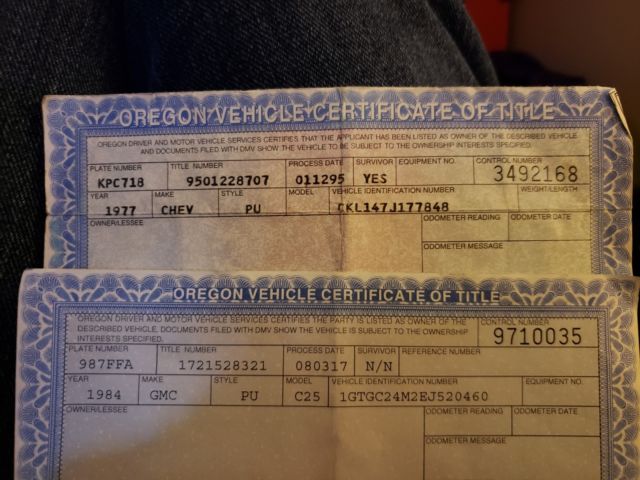 OREGON VEHICLE CERTIFICATE OF TITLE
OREGON DRIVER AND MOTOR VEHICLE SERVICES CERTIFIES THAT THE APPLICANT HAS BEEN LISTED AS OWNER OF THE DESCRIBED VEHICLE
AND DOCUMENTS FILED WITH DMV SHOW THE VEHICLE TO BE SUBJECT TO THE OWNERSHIP INTERESTS SPECIFIED.
PLATE NUMBER TITLE NUMBER PROCESS DATE SURVIVOR EQUIPMENT NO. CONTROL NUMBER
KPC718 9501228707 011295 YES 3492168
YEAR MAKE STYLE MODEL VEHICLE IDENTIFICATION NUMBER WEIGHT/LENGTH
1977 CHEV PU CKL147J177848
OWNER/LESSEE ODOMETER READING ODOMETER DATE
ODOMETER MESSAGE
OREGON VEHICLE CERTIFICATE OF TITLE
OREGON DRIVER AND MOTOR VEHICLE SERVICES CERTIFIES THE PARTY IS LISTED AS OWNER OF THE
DESCRIBED VEHICLE. DOCUMENTS FILED WITH DMV SHOW THE VEHICLE IS SUBJECT TO THE OWNERSHIP
INTERESTS SPECIFIED.
CONTROL NUMBER
9710035
PLATE NUMBER TITLE NUMBER PROCESS DATE SURVIVOR REFERENCE NUMBER
987FFA 1721528321 080317 N/N
YEAR MAKE STYLE MODEL VEHICLE IDENTIFICATION NUMBER EQUIPMENT NO.
1984 GMC PU C25 1GTGC24M2EJ520460
OWNER/LESSEE ODOMETER READING ODOMETER DATE
ODOMETER MESSAGE